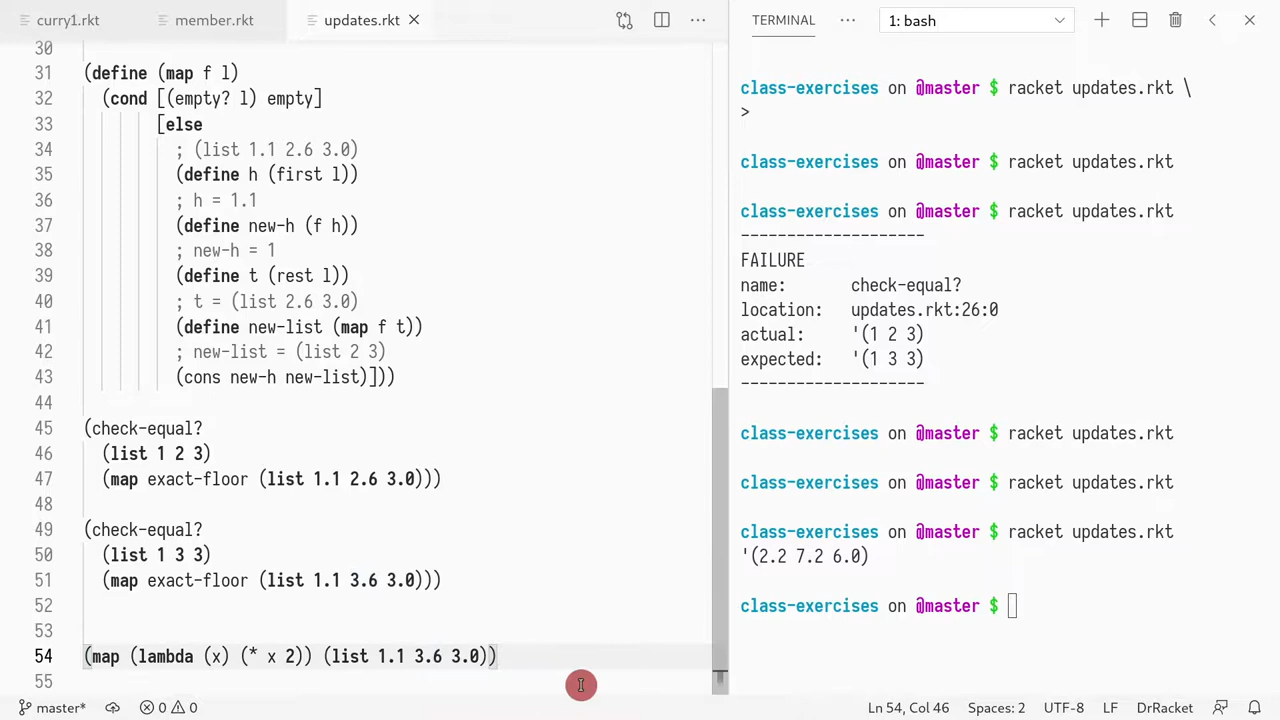 curry1.rkt member.rkt updates.rkt
30
31 (define (map f l)
32 (cond [(empty? l) empty]
33 [else
34 ; (list 1.1 2.6 3.0)
35 (define h (first l))
36 ; h = 1.1
37 (define new-h (f h))
38 ; new-h = 1
39 (define t (rest l))
40 ; t = (list 2.6 3.0)
41 (define new-list (map f t))
42 ; new-list = (list 2 3)
43 (cons new-h new-list)]))
44
45 (check-equal?
46 (list 1 2 3)
47 (map exact-floor (list 1.1 2.6 3.0)))
48
49 (check-equal?
50 (list 1 3 3)
51 (map exact-floor (list 1.1 3.6 3.0)))
52
53
54 (map (lambda (x) (* x 2)) (list 1.1 3.6 3.0))
55
TERMINAL ··· 1: bash
class-exercises on @master $ racket updates.rkt \
>
class-exercises on @master $ racket updates.rkt
class-exercises on @master $ racket updates.rkt
--------------------
FAILURE
name: check-equal?
location: updates.rkt:26:0
actual: '(1 2 3)
expected: '(1 3 3)
--------------------
class-exercises on @master $ racket updates.rkt
class-exercises on @master $ racket updates.rkt
class-exercises on @master $ racket updates.rkt
'(2.2 7.2 6.0)
class-exercises on @master $
master* 0 0 Ln 54, Col 46 Spaces: 2 UTF-8 LF DrRacket